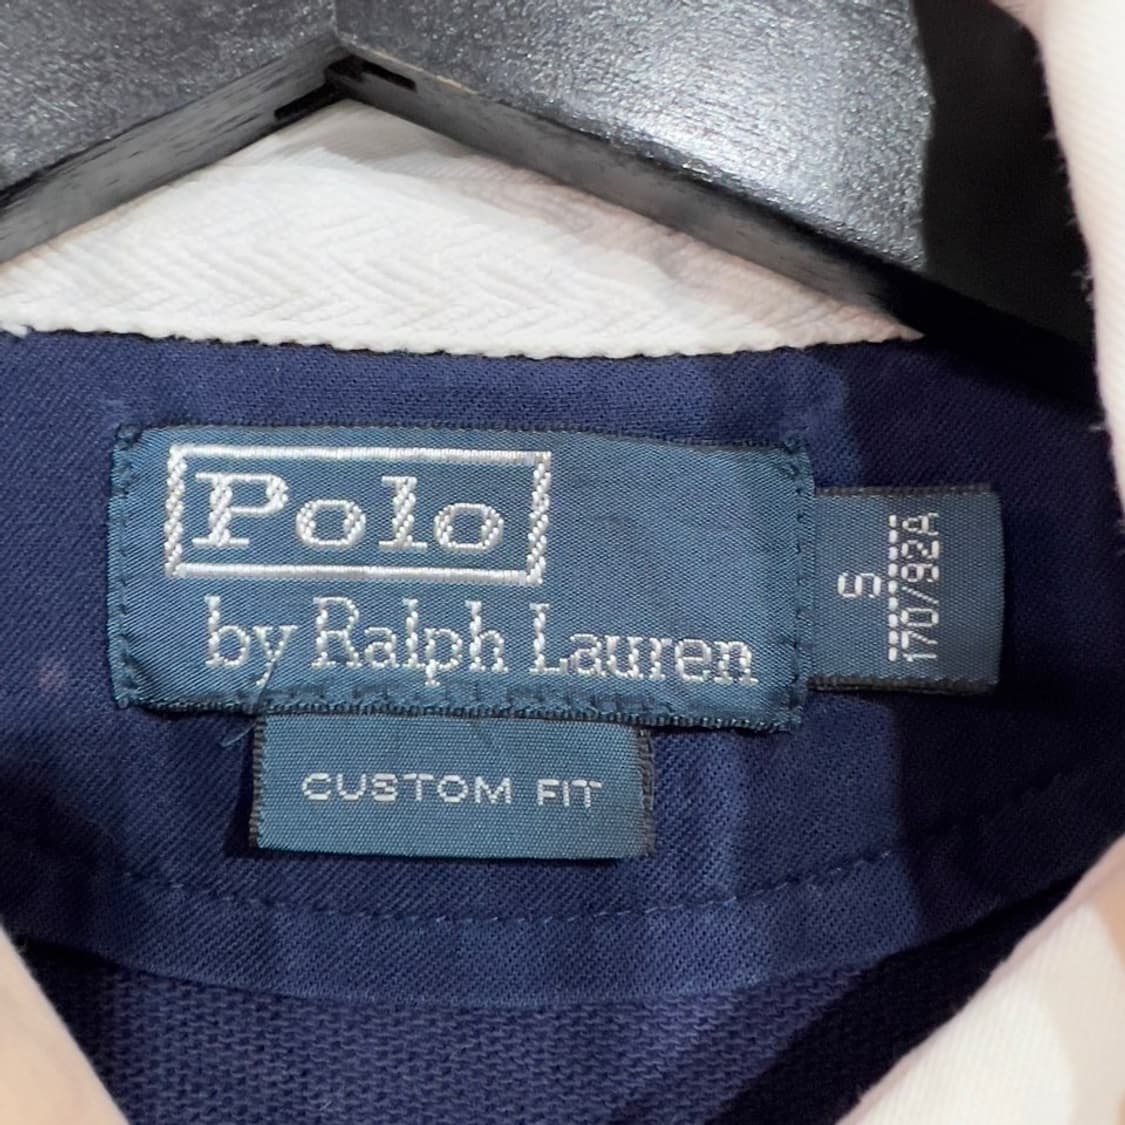 Polo
by Ralph Lauren
S
170/92A
CUSTOM FIT